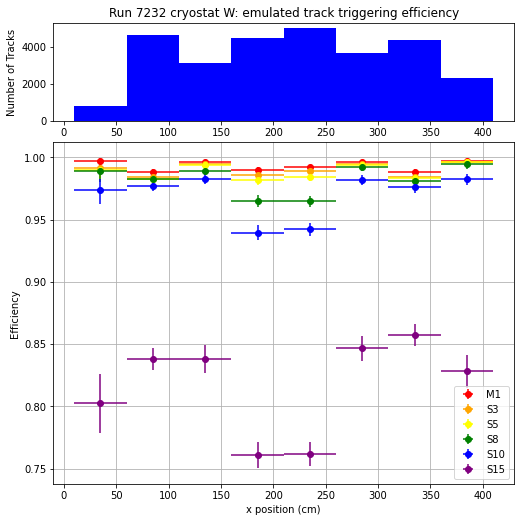 Run 7232 cryostat W: emulated track triggering efficiency
Number of Tracks
4000
2000
0
0 50 100 150 200 250 300 350 400
Efficiency
1.00
0.95
0.90
0.85
0.80
0.75
M1
S3
S5
S8
S10
S15
0 50 100 150 200 250 300 350 400
x position (cm)